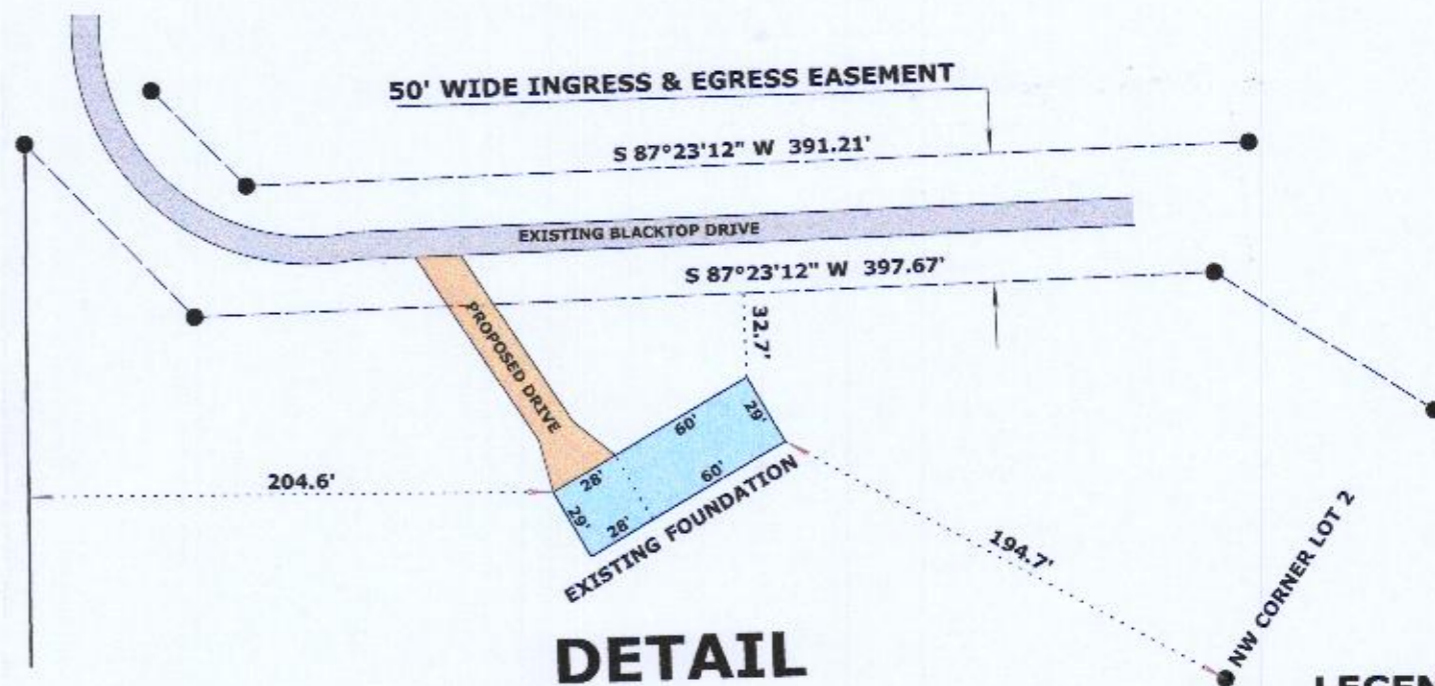 50' WIDE INGRESS & EGRESS EASEMENT
S 87°23'12" W 391.21'
EXISTING BLACKTOP DRIVE
S 87°23'12" W 397.67'
32.7'
PROPOSED DRIVE
29'
60'
60'
28'
204.6'
29'
28'
EXISTING FOUNDATION
194.7'
NW CORNER LOT 2
DETAIL